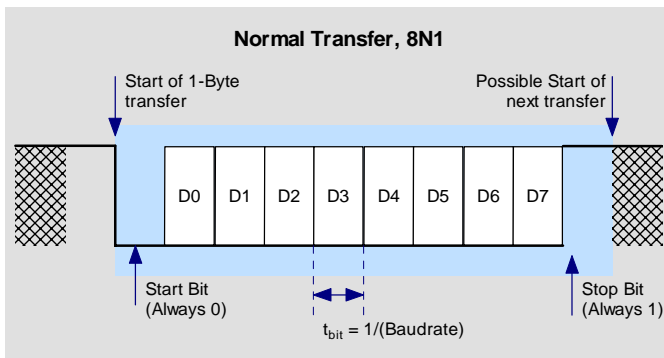 Normal Transfer, 8N1
Start of 1-Byte
transfer
Possible Start of
next transfer
D0 D1 D2 D3 D4 D5 D6 D7
Start Bit
(Always 0)
Stop Bit
(Always 1)
tbit = 1/(Baudrate)